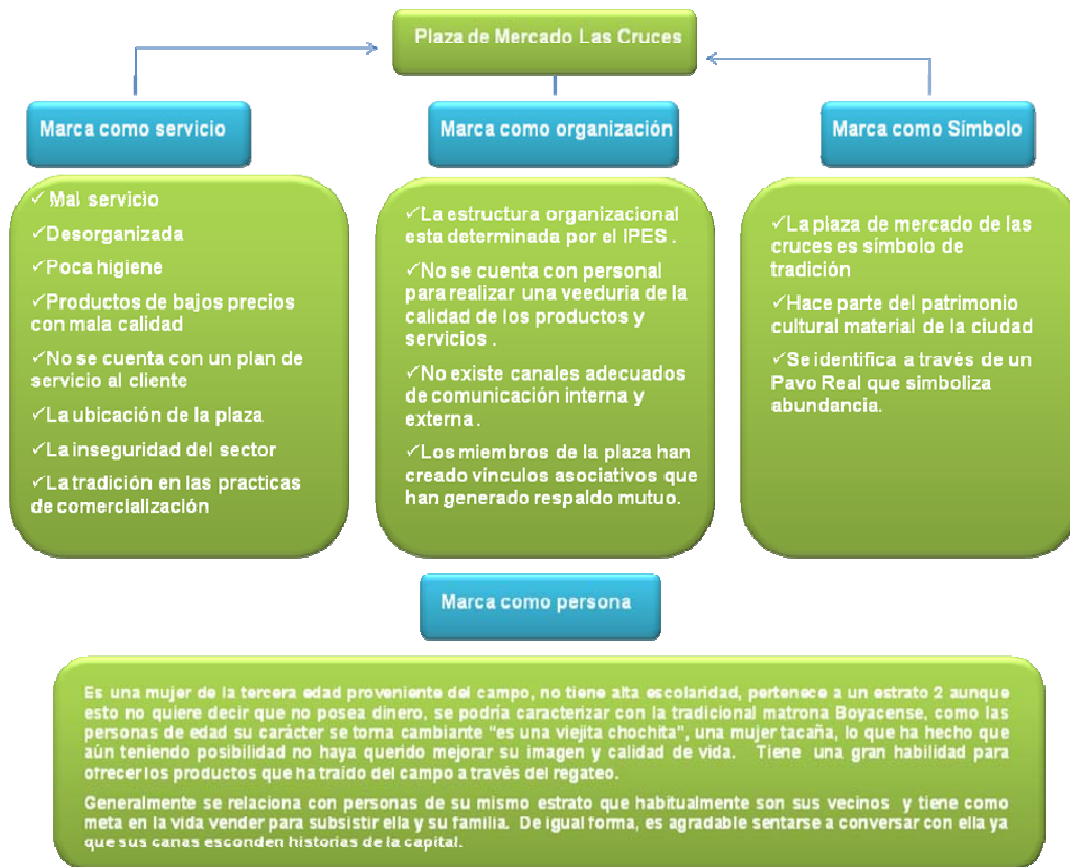 Plaza de Mercado Las Cruces
Marca como servicio
✓ Mal servicio
✓Desorganizada
✓Poca higiene
✓Productos de bajos precios
con mala calidad
✓No se cuenta con un plan de
servicio al cliente
✓La ubicación de la plaza
✓La inseguridad del sector
✓La tradición en las practicas
de comercialización
Marca como organización
✓La estructura organizacional
esta determinada por el IPES .
✓No se cuenta con personal
para realizar una veeduría de la
calidad de los productos y
servicios .
✓No existe canales adecuados
de comunicación interna y
externa.
✓Los miembros de la plaza han
creado vínculos asociativos que
han generado respaldo mutuo.
Marca como Símbolo
✓La plaza de mercado de las
cruces es símbolo de
tradición
✓Hace parte del patrimonio
cultural material de la ciudad
✓Se identifica a través de un
Pavo Real que simboliza
abundancia.
Marca como persona
Es una mujer de la tercera edad proveniente del campo, no tiene alta escolaridad, pertenece a un estrato 2 aunque
esto no quiere decir que no posea dinero, se podría caracterizar con la tradicional matrona Boyacense, como las
personas de edad su carácter se torna cambiante "es una viejita chochita", una mujer tacaña, lo que ha hecho que
aún teniendo posibilidad no haya querido mejorar su imagen y calidad de vida. Tiene una gran habilidad para
ofrecer los productos que ha traído del campo a través del regateo.
Generalmente se relaciona con personas de su mismo estrato que habitualmente son sus vecinos y tiene como
meta en la vida vender para subsistir ella y su familia. De igual forma, es agradable sentarse a conversar con ella ya
que sus canas esconden historias de la capital.